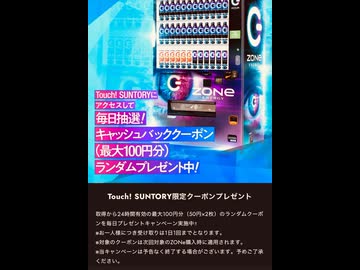 ZONe
ENERGY
Touch! SUNTORYに
アクセスして
毎日抽選!
キャッシュバッククーポン
(最大100円分)
ランダムプレゼント中!
Touch! SUNTORY限定クーポンプレゼント
取得から24時間有効の最大100円分（50円×2枚）のランダムクーポ
ンを毎日プレゼントキャンペーン実施中!
※お一人様につき受け取りは1日1回までとなります。
※対象のクーポンは次回対象のZONe購入時に適用されます。
※当キャンペーンは予告なく終了する場合がございます。予めご了承
ください。